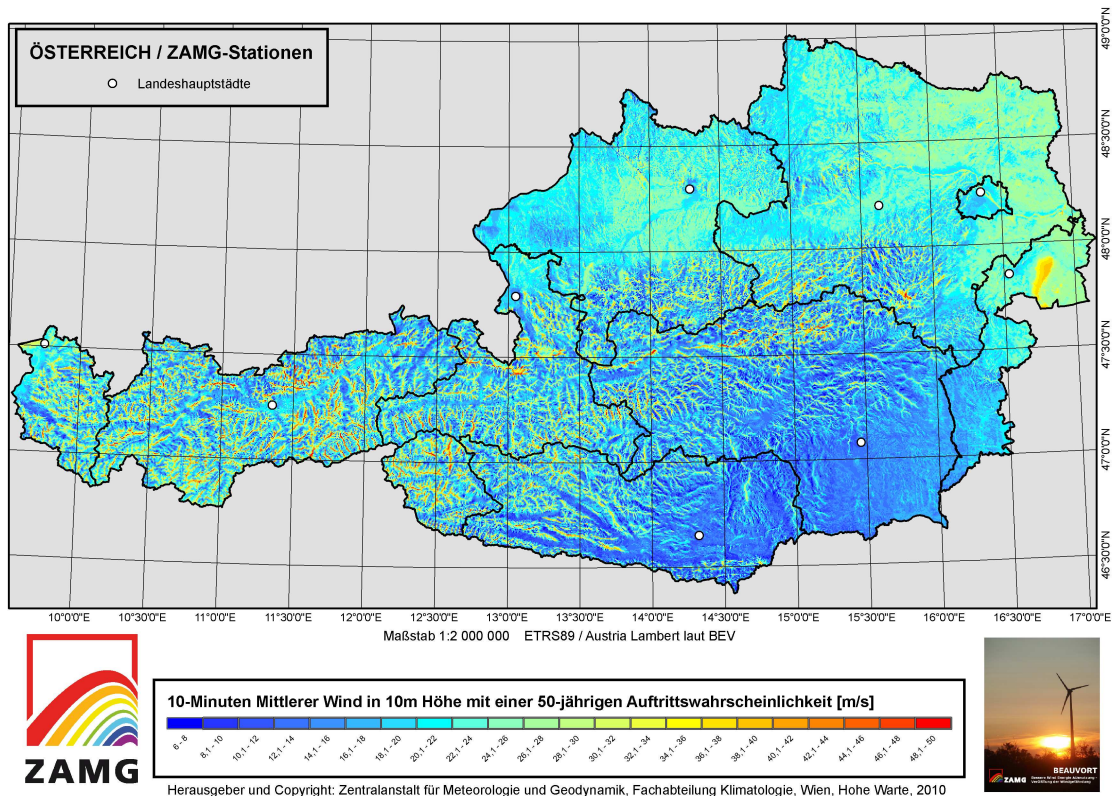 ÖSTERREICH / ZAMG-Stationen
Landeshauptstädte
49°0'0"N
48°30'0"N
48°0'0"N
47°30'0"N
47°0'0"N
46°30'0"N
10°0'0"E
10°30'0"E
11°0'0"E
11°30'0"E
12°0'0"E
12°30'0"E
13°0'0"E
13°30'0"E
14°0'0"E
14°30'0"E
15°0'0"E
15°30'0"E
16°0'0"E
16°30'0"E
17°0'0"E
Maßstab 1:2 000 000 ETRS89 / Austria Lambert laut BEV
10-Minuten Mittlerer Wind in 10m Höhe mit einer 50-jährigen Auftrittswahrscheinlichkeit [m/s]
6 - 8
8,1 - 10
10,1 - 12
12,1 - 14
14,1 - 16
16,1 - 18
18,1 - 20
20,1 - 22
22,1 - 24
24,1 - 26
26,1 - 28
28,1 - 30
30,1 - 32
32,1 - 34
34,1 - 36
36,1 - 38
38,1 - 40
40,1 - 42
42,1 - 44
44,1 - 46
46,1 - 48
48,1 - 50
ZAMG
BEAUVORT
ZAMG
Herausgeber und Copyright: Zentralanstalt für Meteorologie und Geodynamik, Fachabteilung Klimatologie, Wien, Hohe Warte, 2010